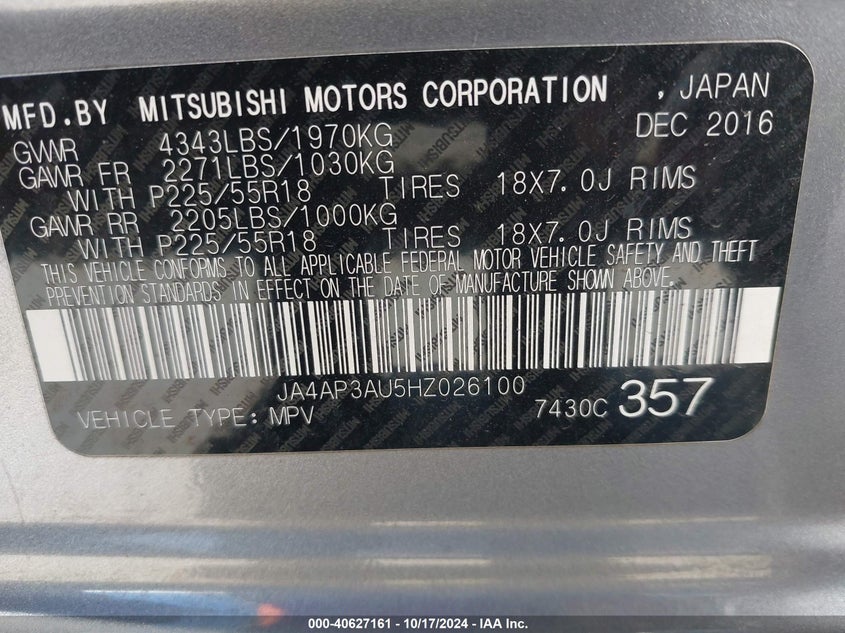 MFD.BY MITSUBISHI MOTORS CORPORATION , JAPAN
GVWR 4343LBS/1970KG DEC 2016
GAWR FR 2271LBS/1030KG
WITH P225/55R18 TIRES 18X7.0J RIMS
GAWR RR 2205LBS/1000KG
WITH P225/55R18 TIRES 18X7.0J RIMS
THIS VEHICLE CONFORMS TO ALL APPLICABLE FEDERAL MOTOR VEHICLE SAFETY AND THEFT
PREVENTION STANDARDS IN EFFECT ON THE DATE OF MANUFACTURE SHOWN ABOVE.
JA4AP3AU5HZ026100
VEHICLE TYPE: MPV 7430C 357
000-40627161 - 10/17/2024 - IAA Inc.